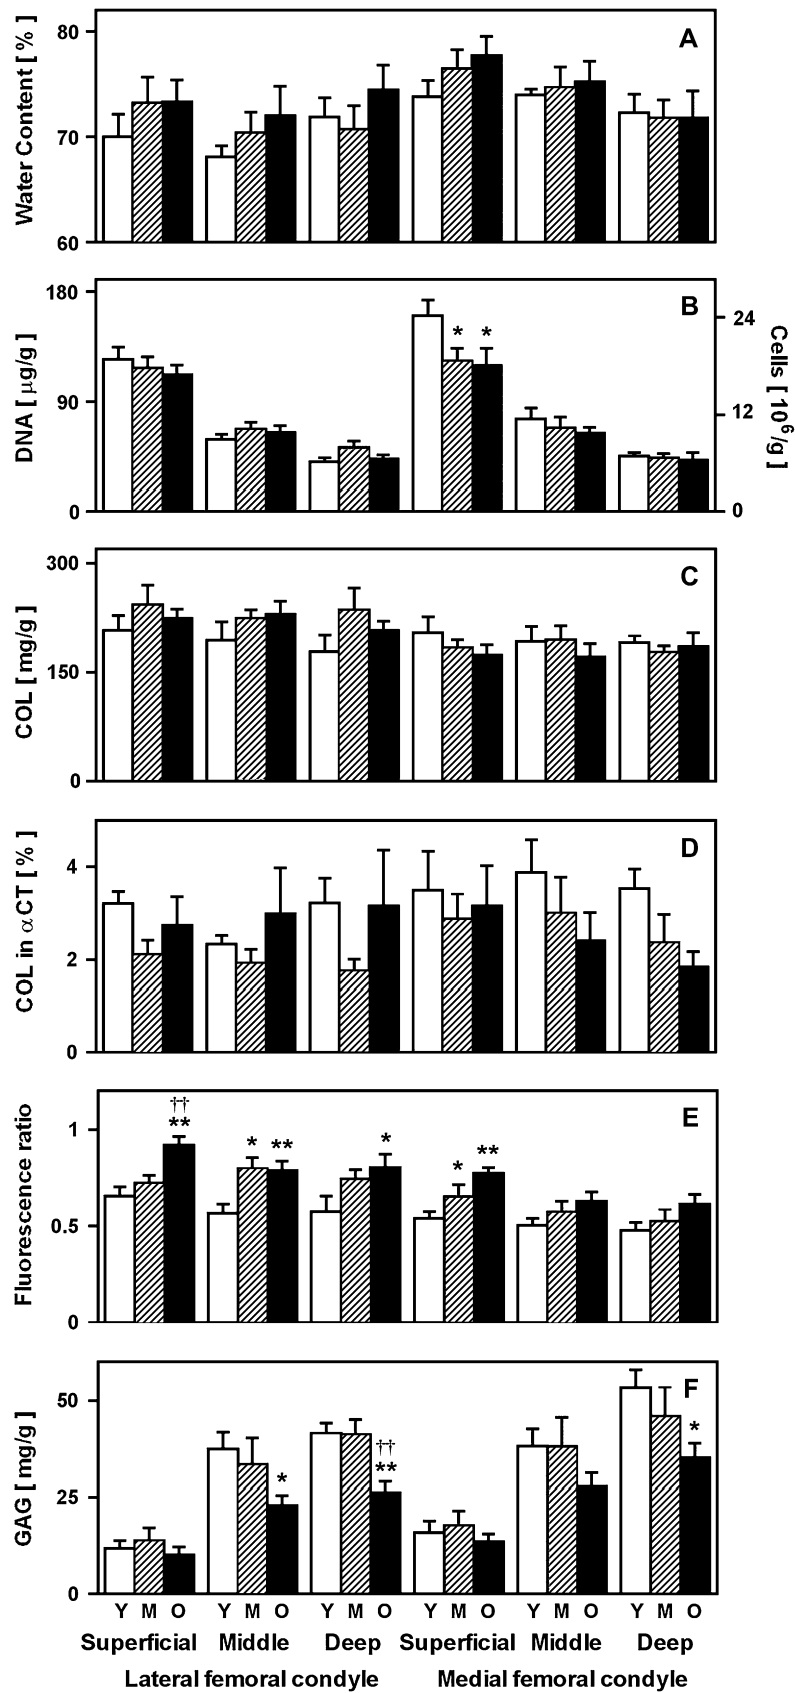 Water Content [ % ]
80
70
60
A
DNA [ μg/g ]
180
90
0
B
24
12
0
Cells [ 10⁶/g ]
* *
COL [ mg/g ]
300
150
0
C
COL in αCT [ % ]
4
2
0
D
Fluorescence ratio
1
0.5
0
E
††
**
* **
*
* **
GAG [ mg/g ]
50
25
0
F
*
††
**
*
Y M O Y M O Y M O Y M O Y M O Y M O
Superficial Middle Deep Superficial Middle Deep
Lateral femoral condyle Medial femoral condyle